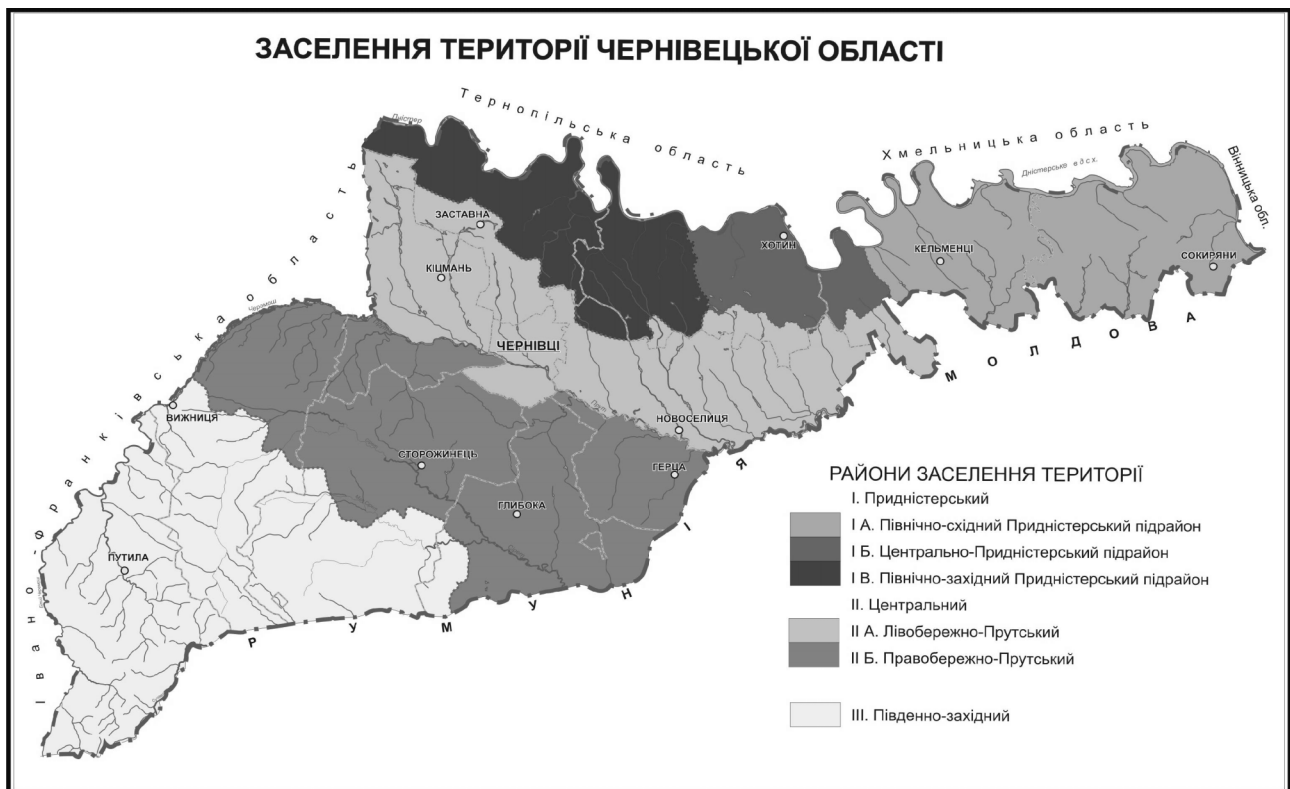 ЗАСЕЛЕННЯ ТЕРИТОРІЇ ЧЕРНІВЕЦЬКОЇ ОБЛАСТІ
Тернопільська область
Хмельницька область
Вінницька обл.
Івано-Франківська область
Дністер
Дністерське вдсх.
ЗАСТАВНА
ХОТИН
КЕЛЬМЕНЦІ
СОКИРЯНИ
КІЦМАНЬ
Черемош
ЧЕРНІВЦІ
МОЛДОВА
ВИЖНИЦЯ
НОВОСЕЛИЦЯ
СТОРОЖИНЕЦЬ
ГЕРЦА
ГЛИБОКА
ПУТИЛА
РУМУНІЯ
РАЙОНИ ЗАСЕЛЕННЯ ТЕРИТОРІЇ
І. Придністерський
І А. Північно-східний Придністерський підрайон
І Б. Центрально-Придністерський підрайон
І В. Північно-західний Придністерський підрайон
ІІ. Центральний
ІІ А. Лівобережно-Прутський
ІІ Б. Правобережно-Прутський
ІІІ. Південно-західний